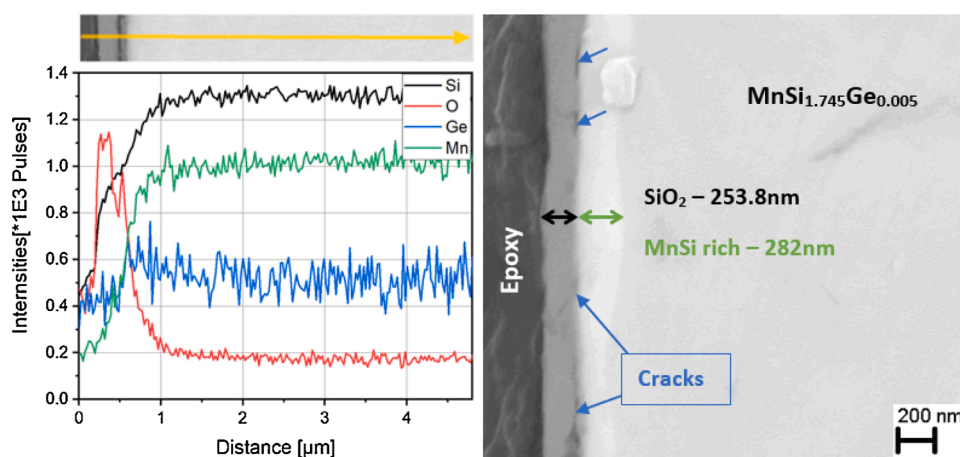 1.4
1.2
1.0
0.8
0.6
0.4
0.2
0.0
Intensities[*1E3 Pulses]
0 1 2 3 4
Distance [µm]
Si
O
Ge
Mn
MnSi₁.₇₄₅Ge₀.₀₀₅
SiO₂ – 253.8nm
MnSi rich – 282nm
Epoxy
Cracks
200 nm